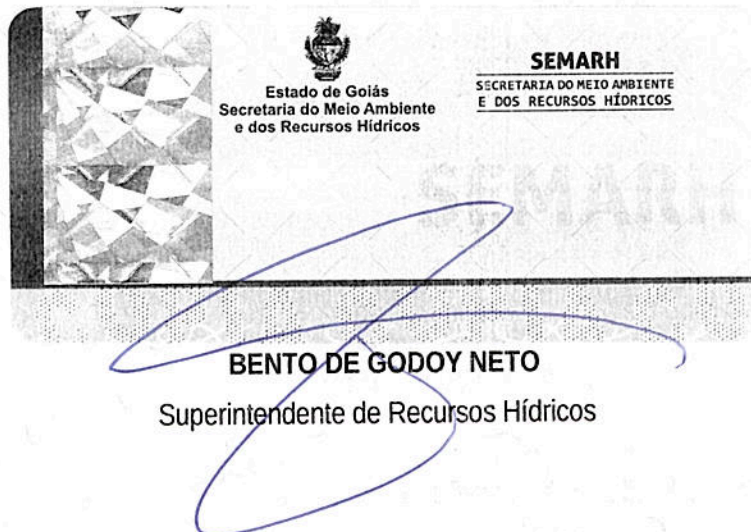 Estado de Goiás
Secretaria do Meio Ambiente
e dos Recursos Hídricos
SEMARH
SECRETARIA DO MEIO AMBIENTE
E DOS RECURSOS HÍDRICOS
BENTO DE GODOY NETO
Superintendente de Recursos Hídricos